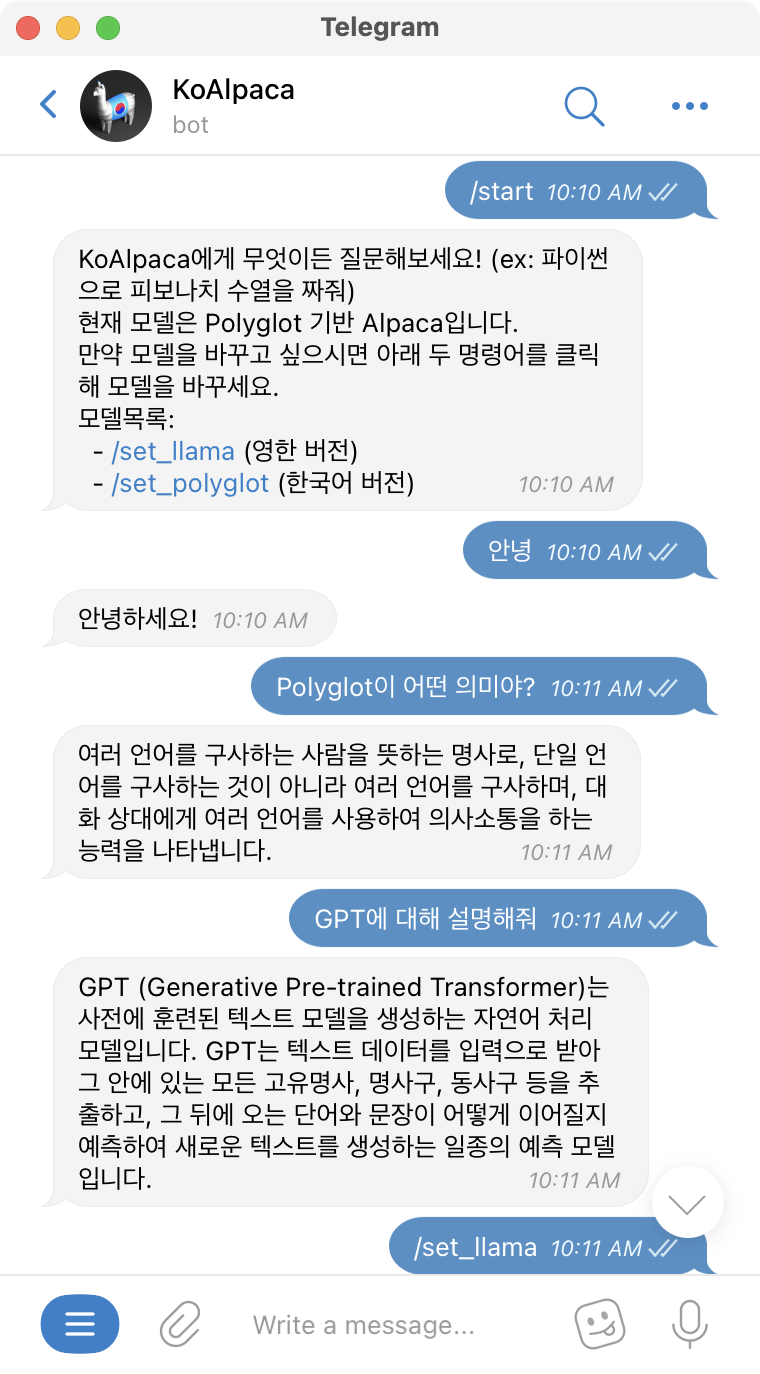 Telegram
KoAlpaca
bot
/start 10:10 AM
KoAlpaca에게 무엇이든 질문해보세요! (ex: 파이썬
으로 피보나치 수열을 짜줘)
현재 모델은 Polyglot 기반 Alpaca입니다.
만약 모델을 바꾸고 싶으시면 아래 두 명령어를 클릭
해 모델을 바꾸세요.
모델목록:
- /set_llama (영한 버전)
- /set_polyglot (한국어 버전) 10:10 AM
안녕 10:10 AM
안녕하세요! 10:10 AM
Polyglot이 어떤 의미야? 10:11 AM
여러 언어를 구사하는 사람을 뜻하는 명사로, 단일 언
어를 구사하는 것이 아니라 여러 언어를 구사하며, 대
화 상대에게 여러 언어를 사용하여 의사소통을 하는
능력을 나타냅니다. 10:11 AM
GPT에 대해 설명해줘 10:11 AM
GPT (Generative Pre-trained Transformer)는
사전에 훈련된 텍스트 모델을 생성하는 자연어 처리
모델입니다. GPT는 텍스트 데이터를 입력으로 받아
그 안에 있는 모든 고유명사, 명사구, 동사구 등을 추
출하고, 그 뒤에 오는 단어와 문장이 어떻게 이어질지
예측하여 새로운 텍스트를 생성하는 일종의 예측 모델
입니다. 10:11 AM
/set_llama 10:11 AM
Write a message...